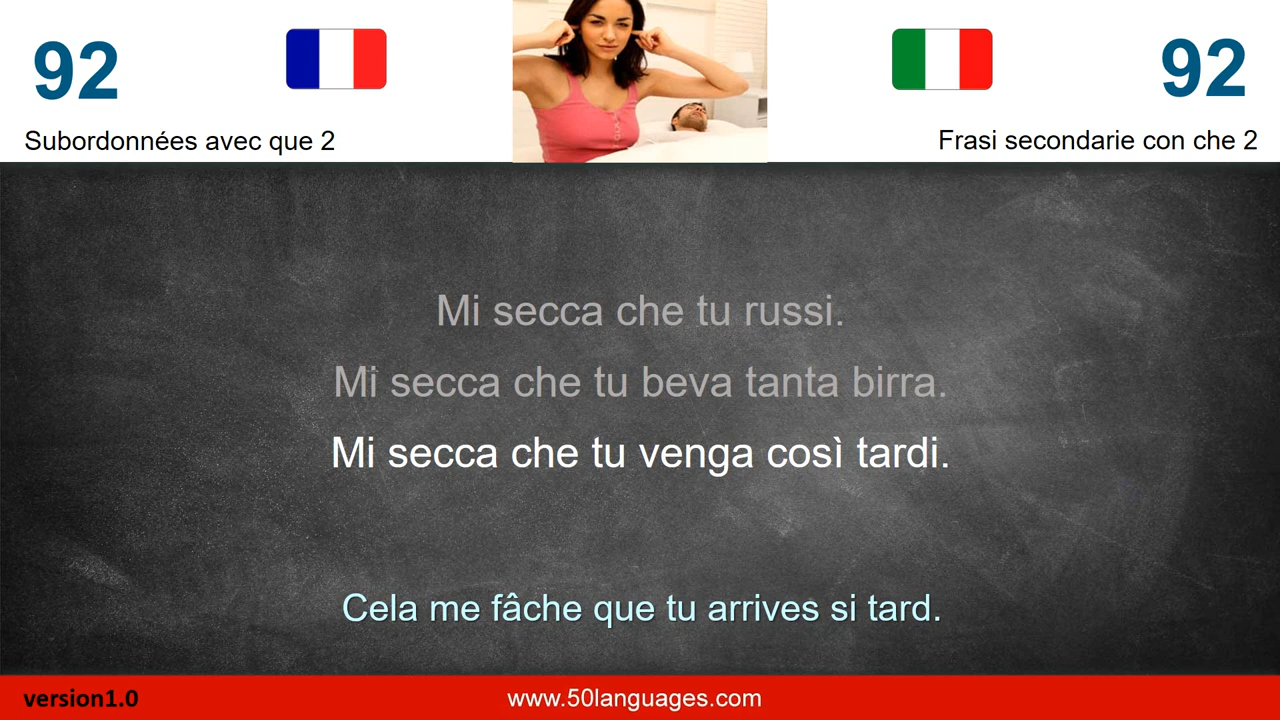 92
92
Subordonnées avec que 2
Frasi secondarie con che 2
Mi secca che tu russi.
Mi secca che tu beva tanta birra.
Mi secca che tu venga così tardi.
Cela me fâche que tu arrives si tard.
version1.0
www.50languages.com